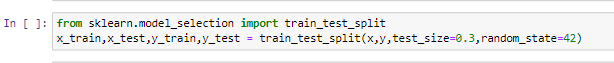 In [ ]: from sklearn.model_selection import train_test_split
x_train,x_test,y_train,y_test = train_test_split(x,y,test_size=0.3,random_state=42)